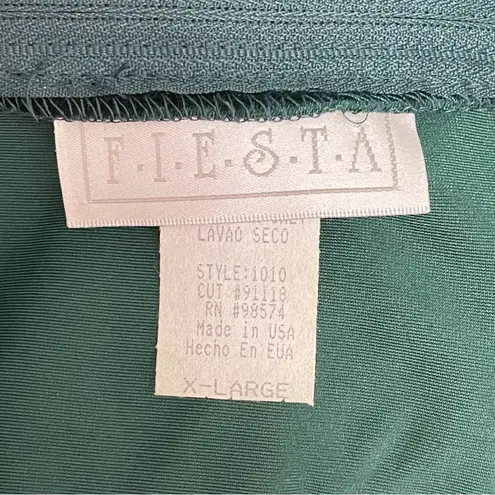 F·I·E·S·T·A
LAVAO SECO
STYLE:1010
CUT #91118
RN #98574
Made in USA
Hecho En EUA
X-LARGE